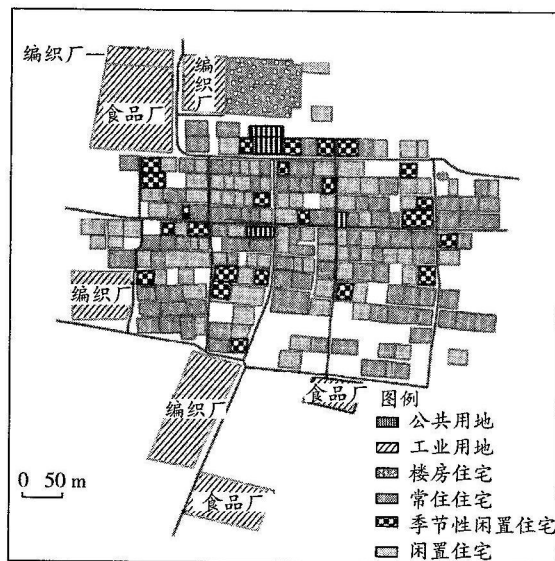 编织厂
编织厂
食品厂
编织厂
编织厂
食品厂
食品厂
0 50 m
图例
公共用地
工业用地
楼房住宅
常住住宅
季节性闲置住宅
闲置住宅